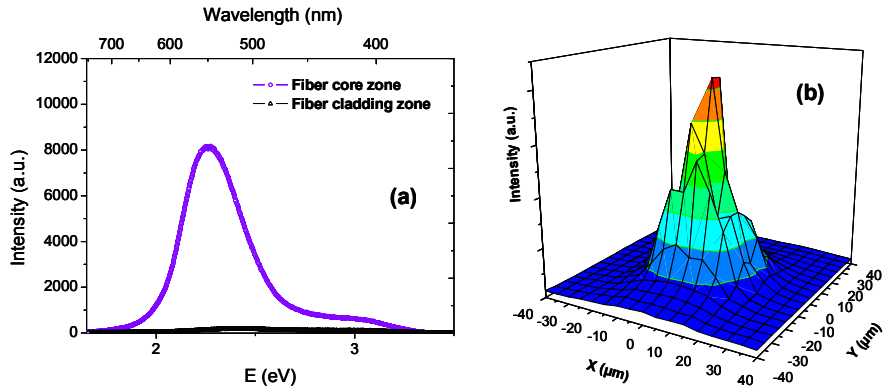 Wavelength (nm)
700 600 500 400
12000
10000
8000
6000
4000
2000
0
Intensity (a.u.)
Fiber core zone
Fiber cladding zone
(a)
2 3
E (eV)
(b)
Intensity (a.u.)
-40 -30 -20 -10 0 10 20 30 40
X (µm)
-40 -30 -20 -10 0 10 20 30 40
Y (µm)